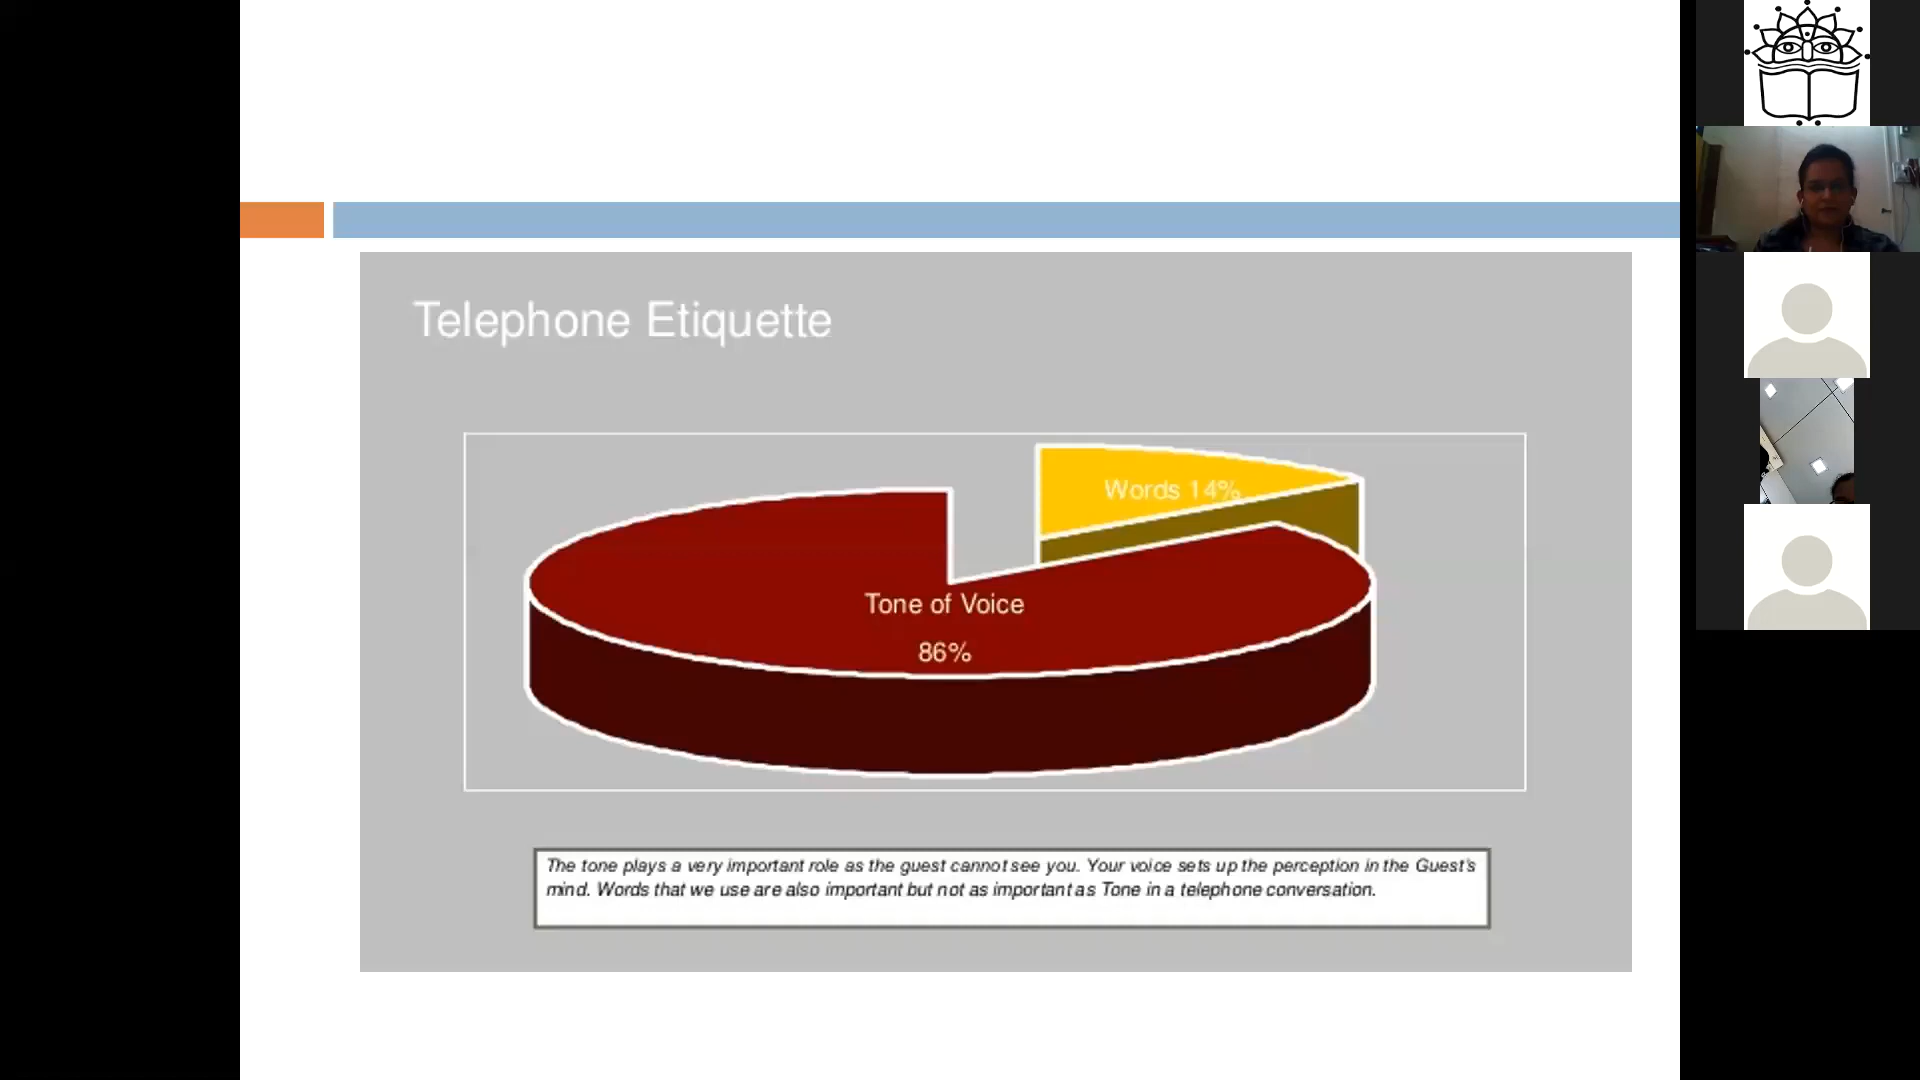 Telephone Etiquette
Words 14%
Tone of Voice
86%
The tone plays a very important role as the guest cannot see you. Your voice sets up the perception in the Guest's
mind. Words that we use are also important but not as important as Tone in a telephone conversation.